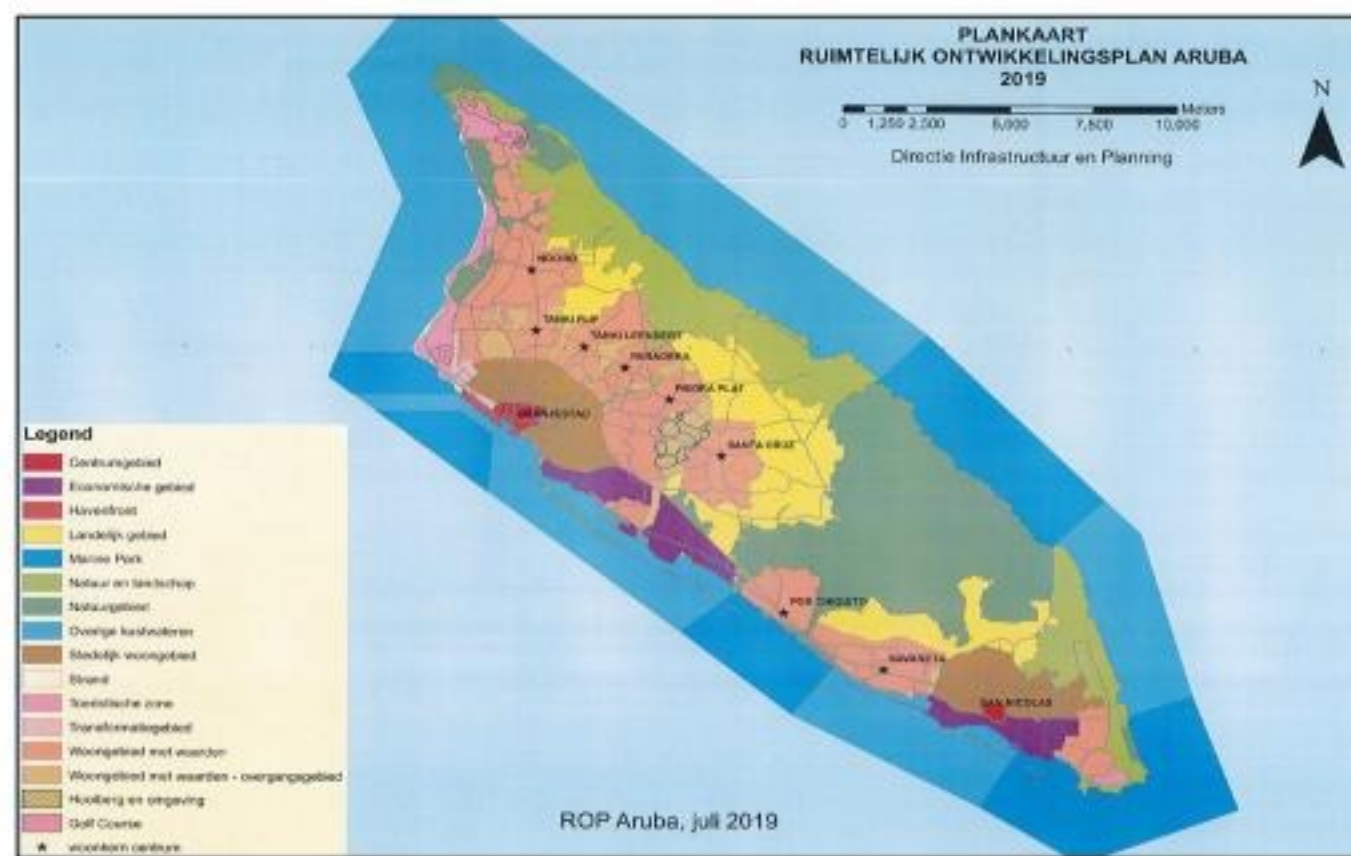 PLANKAART
RUIMTELIJK ONTWIKKELINGSPLAN ARUBA
2019
Meters
0 1,250 2,500 5,000 7,500 10,000
Directie Infrastructuur en Planning
N
NOORD
TANKI FLIP
TANKI LEENDERT
PARADERA
PIEDRA PLAT
ORANJESTAD
SANTA CRUZ
POS CHIQUITO
SAVANETA
SAN NICOLAS
Legend
Centrumgebied
Economische gebied
Havenfront
Landelijk gebied
Marine Park
Natuur en landschap
Natuurgebied
Overige kustwateren
Stedelijk woongebied
Strand
Toeristische zone
Transformatiegebied
Woongebied met waarden
Woongebied met waarden - overgangsgebied
Hooiberg en omgeving
Golf Course
woonkern centrum
ROP Aruba, juli 2019